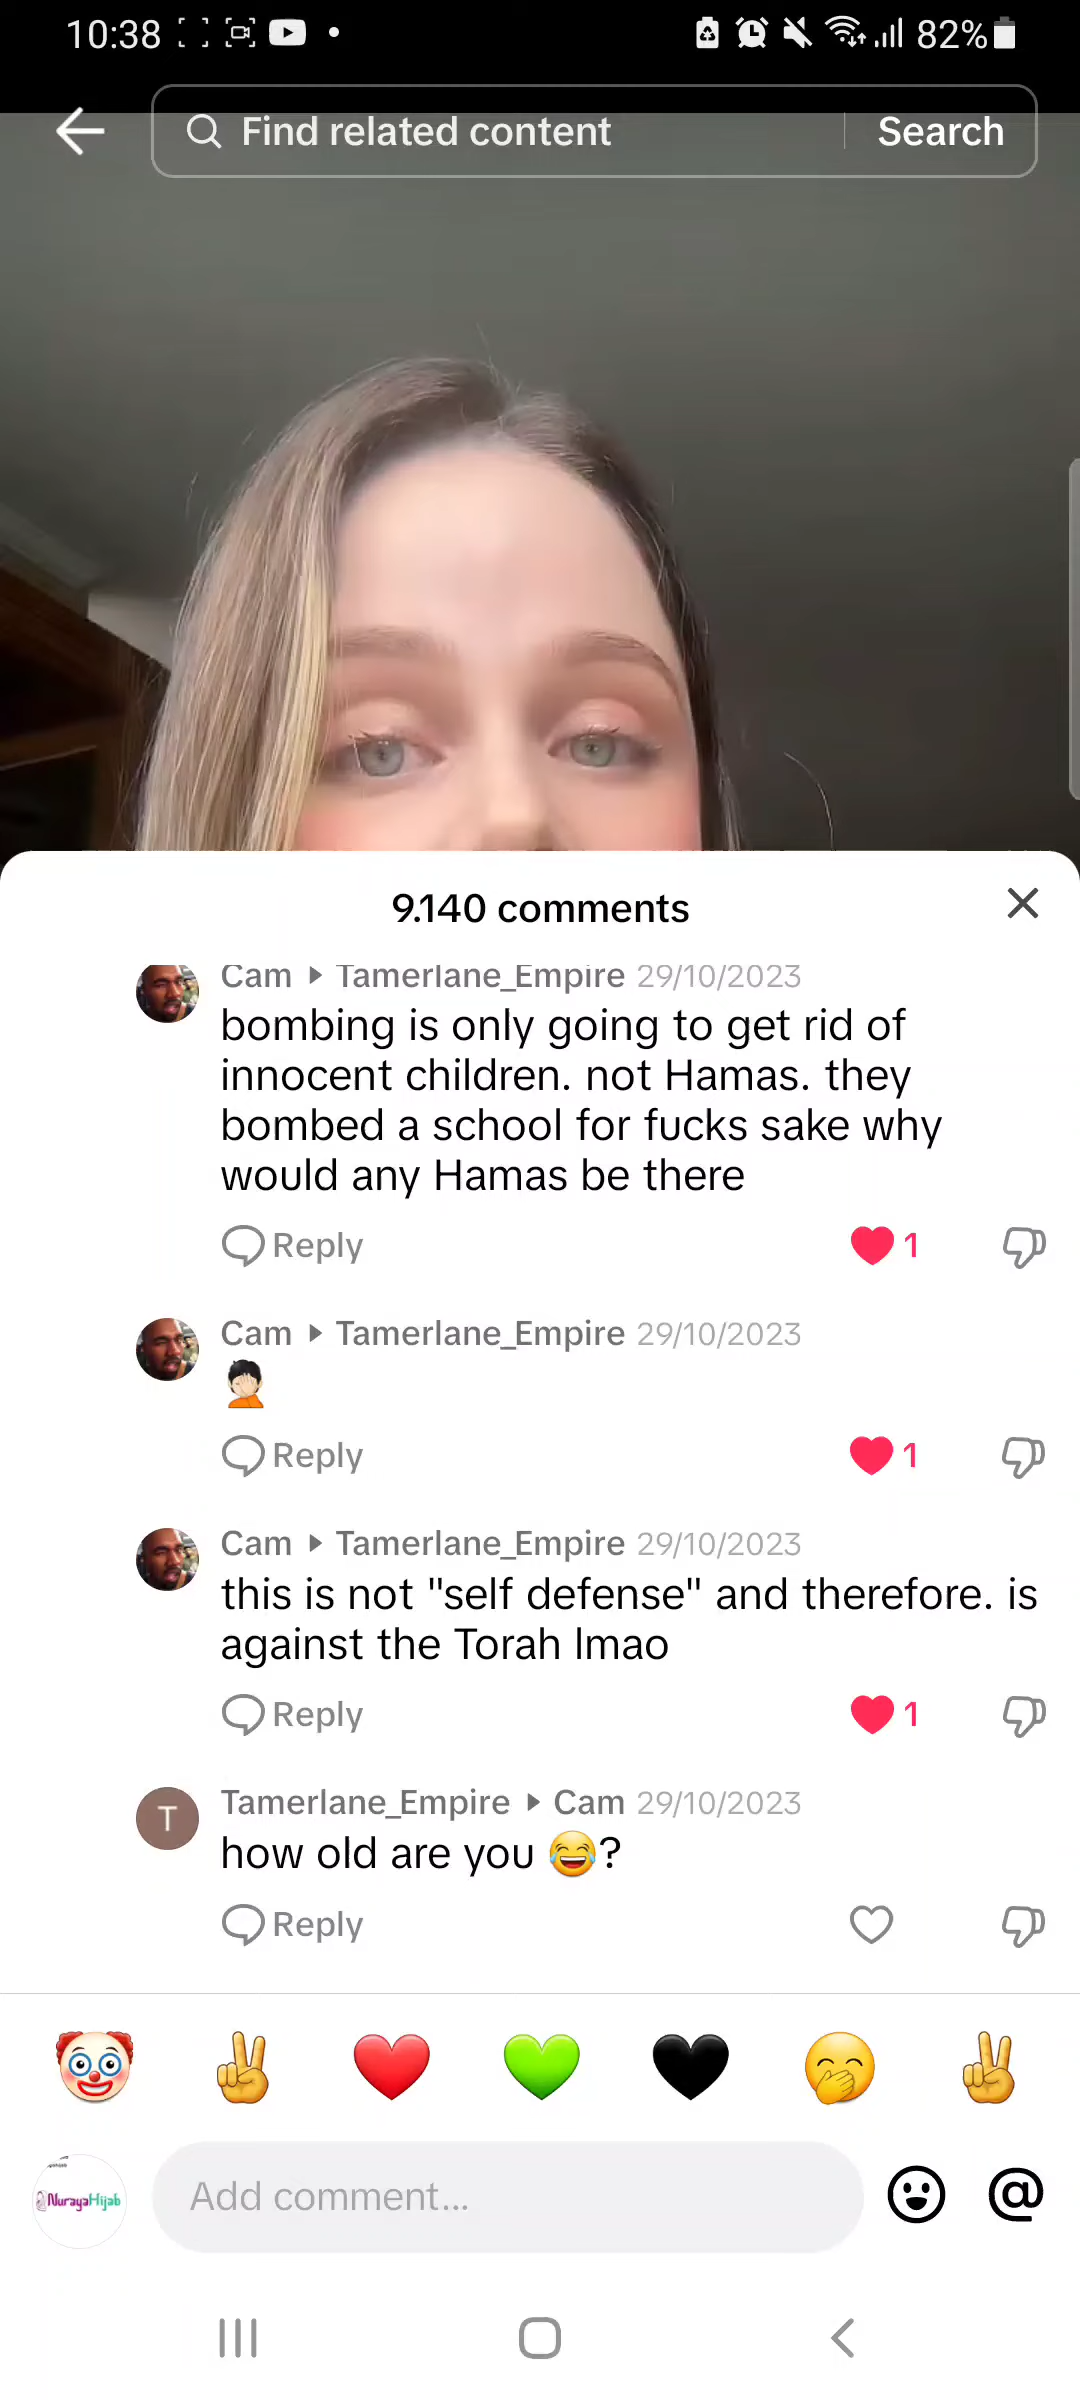 10:38
82%
Find related content
Search
9.140 comments
Cam ▸ Tamerlane_Empire 29/10/2023
bombing is only going to get rid of
innocent children. not Hamas. they
bombed a school for fucks sake why
would any Hamas be there
Reply
1
Cam ▸ Tamerlane_Empire 29/10/2023
🤦🏻
Reply
1
Cam ▸ Tamerlane_Empire 29/10/2023
this is not "self defense" and therefore. is
against the Torah lmao
Reply
1
T
Tamerlane_Empire ▸ Cam 29/10/2023
how old are you 😂?
Reply
NurayaHijab
Add comment...